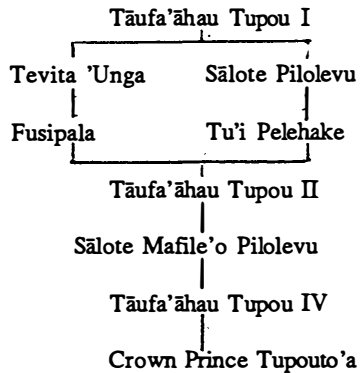 Tāufa’āhau Tupou I
Tevita ’Unga Sālote Pilolevu
Fusipala Tu’i Pelehake
Tāufa’āhau Tupou II
Sālote Mafile’o Pilolevu
Tāufa’āhau Tupou IV
Crown Prince Tupouto’a